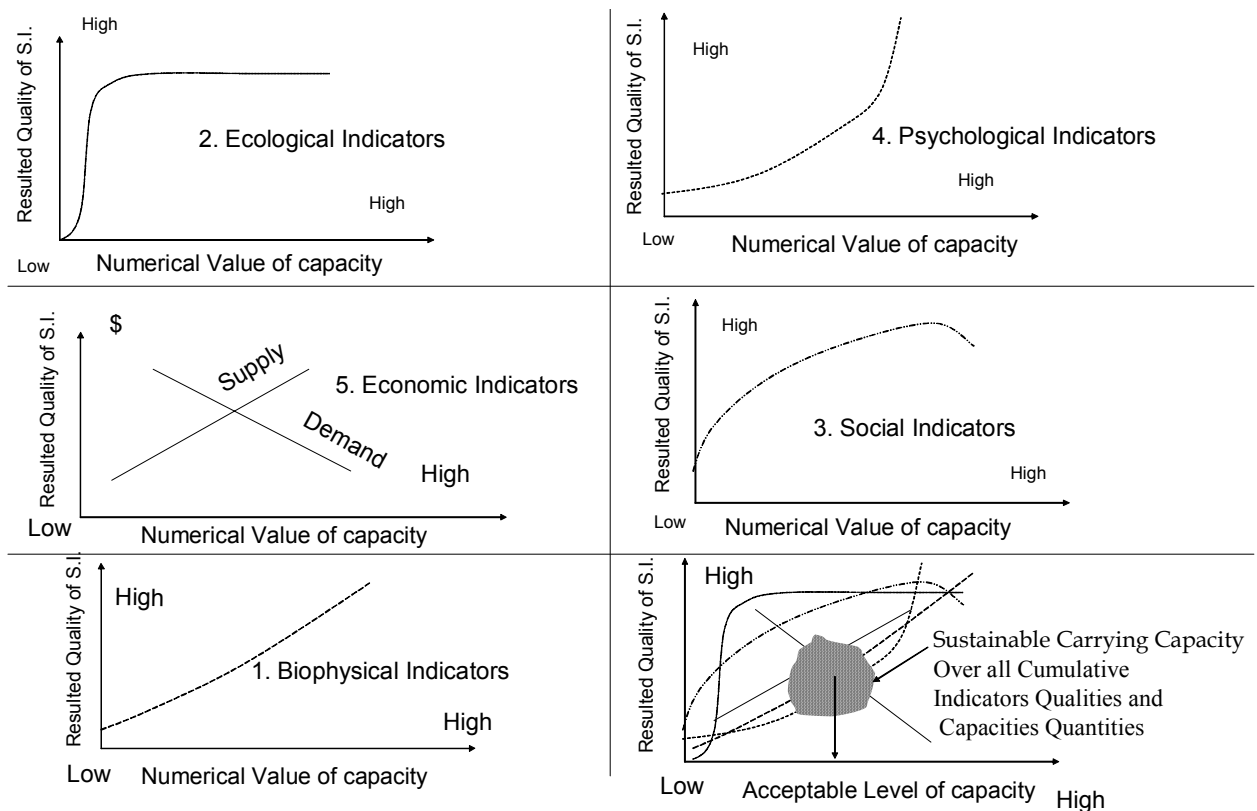 High
Resulted Quality of S.I.
2. Ecological Indicators
High
Low
Numerical Value of capacity
High
Resulted Quality of S.I.
4. Psychological Indicators
High
Low
Numerical Value of capacity
$
Resulted Quality of S.I.
Supply
5. Economic Indicators
Demand
High
Low
Numerical Value of capacity
High
Resulted Quality of S.I.
3. Social Indicators
High
Low
Numerical Value of capacity
High
Resulted Quality of S.I.
1. Biophysical Indicators
High
Low
Numerical Value of capacity
High
Resulted Quality of S.I.
Sustainable Carrying Capacity
Over all Cumulative
Indicators Qualities and
Capacities Quantities
Low
Acceptable Level of capacity
High